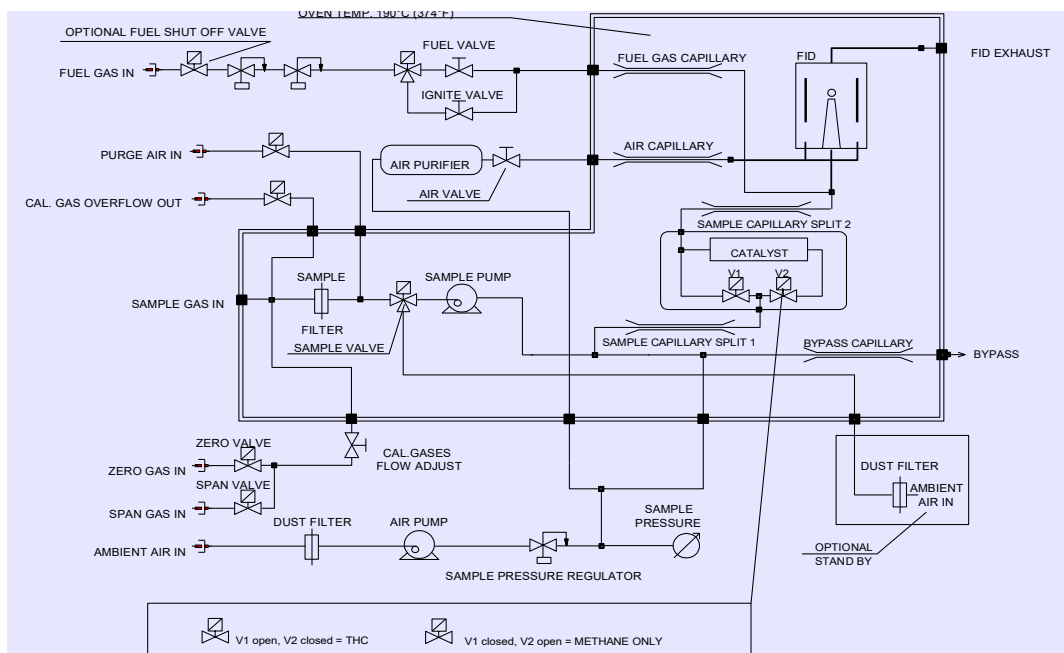 OVEN TEMP. 190°C (374°F)
OPTIONAL FUEL SHUT OFF VALVE
FUEL VALVE
FUEL GAS IN
FUEL GAS CAPILLARY
FID
FID EXHAUST
IGNITE VALVE
PURGE AIR IN
AIR PURIFIER
AIR CAPILLARY
AIR VALVE
CAL. GAS OVERFLOW OUT
SAMPLE CAPILLARY SPLIT 2
CATALYST
V1
V2
SAMPLE GAS IN
SAMPLE
FILTER
SAMPLE PUMP
SAMPLE VALVE
SAMPLE CAPILLARY SPLIT 1
BYPASS CAPILLARY
BYPASS
ZERO VALVE
ZERO GAS IN
CAL.GASES
FLOW ADJUST
SPAN VALVE
SPAN GAS IN
DUST FILTER
AMBIENT
AIR IN
OPTIONAL
STAND BY
DUST FILTER
AIR PUMP
SAMPLE
PRESSURE
AMBIENT AIR IN
SAMPLE PRESSURE REGULATOR
V1 open, V2 closed = THC
V1 closed, V2 open = METHANE ONLY